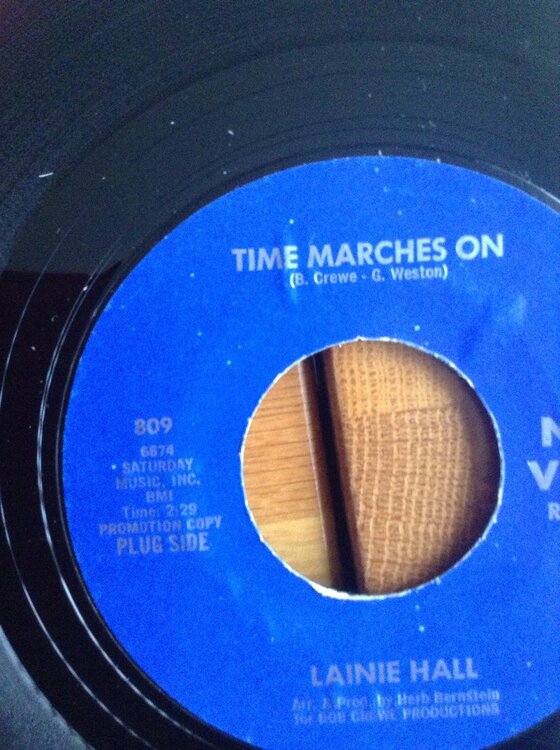 TIME MARCHES ON
(B. Crewe - G. Weston)
809
6674
SATURDAY
MUSIC, INC.
BMI
Time: 2:29
PROMOTION COPY
PLUG SIDE
N
V
R
LAINIE HALL
Arr. & Prod. by Herb Bernstein
for BOB CREWE PRODUCTIONS